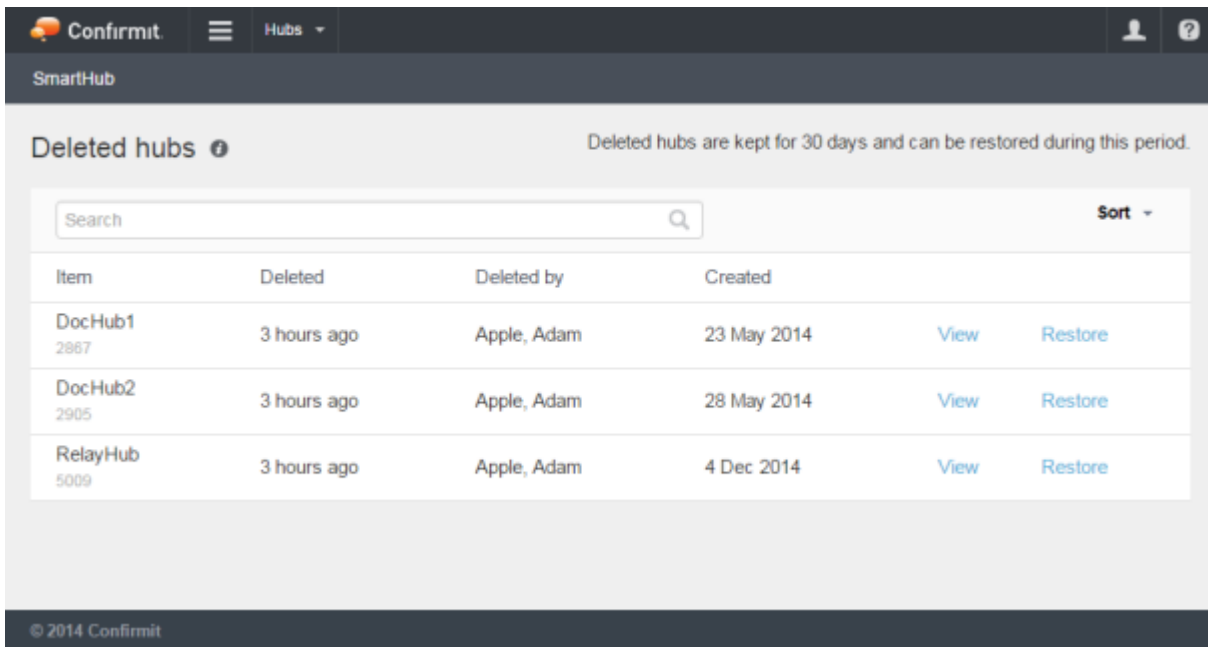 Confirmit. Hubs
SmartHub
Deleted hubs
Deleted hubs are kept for 30 days and can be restored during this period.
Search Sort
Item Deleted Deleted by Created
DocHub1
2867
3 hours ago Apple, Adam 23 May 2014 View Restore
DocHub2
2905
3 hours ago Apple, Adam 28 May 2014 View Restore
RelayHub
5009
3 hours ago Apple, Adam 4 Dec 2014 View Restore
© 2014 Confirmit